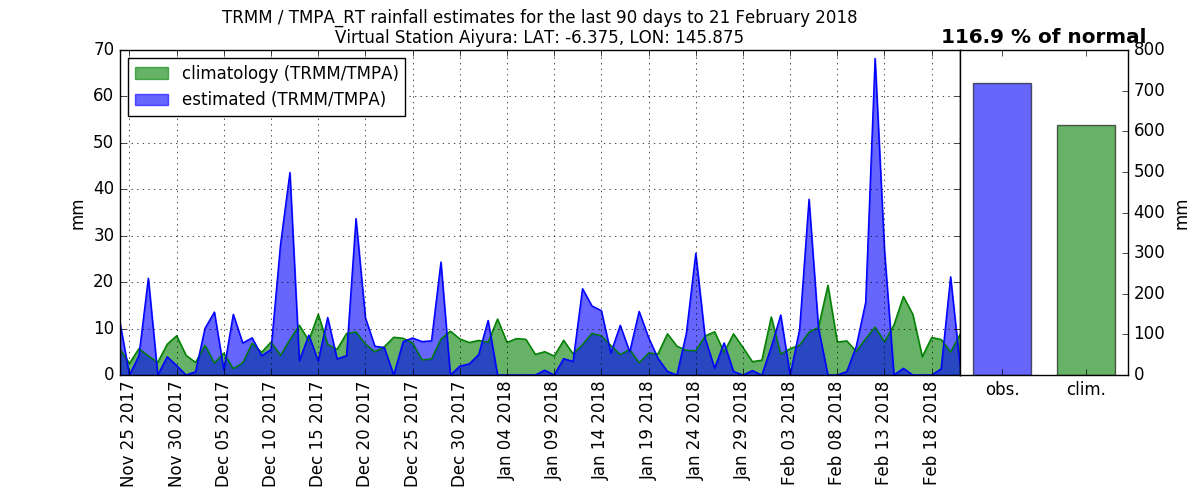 TRMM / TMPA_RT rainfall estimates for the last 90 days to 21 February 2018
Virtual Station Aiyura: LAT: -6.375, LON: 145.875
116.9 % of normal
climatology (TRMM/TMPA)
estimated (TRMM/TMPA)
70
60
50
40
30
20
10
0
mm
Nov 25 2017
Nov 30 2017
Dec 05 2017
Dec 10 2017
Dec 15 2017
Dec 20 2017
Dec 25 2017
Dec 30 2017
Jan 04 2018
Jan 09 2018
Jan 14 2018
Jan 19 2018
Jan 24 2018
Jan 29 2018
Feb 03 2018
Feb 08 2018
Feb 13 2018
Feb 18 2018
800
700
600
500
400
300
200
100
0
mm
obs.
clim.